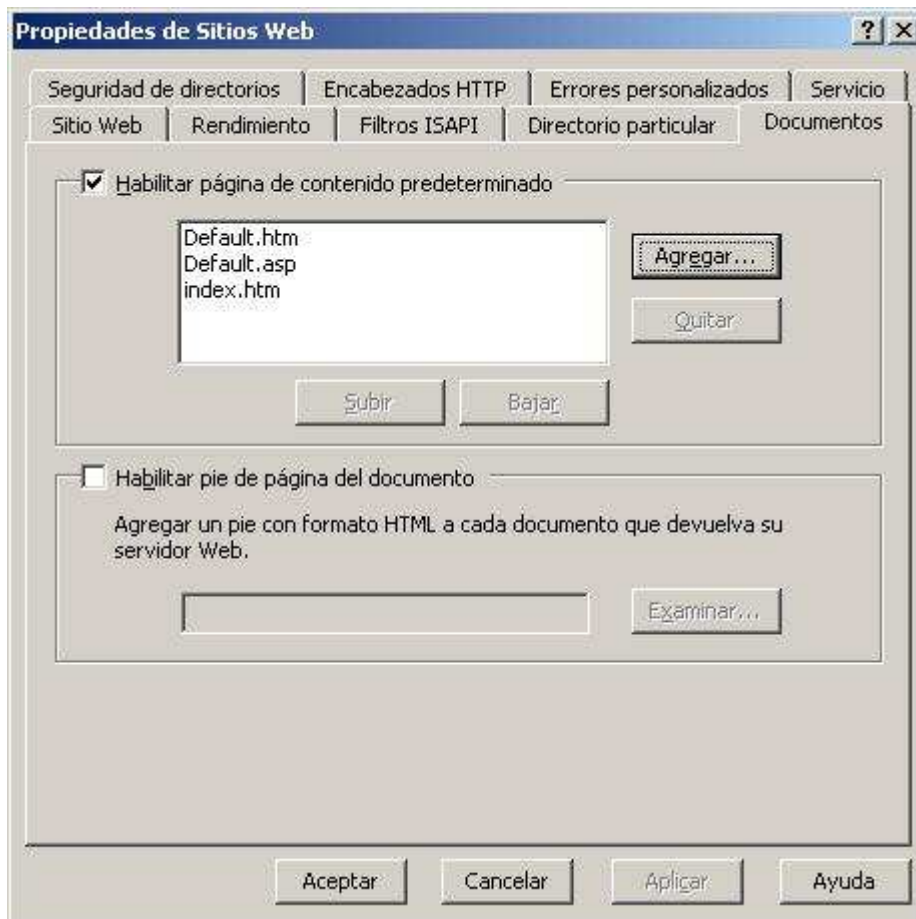 Propiedades de Sitios Web
Seguridad de directorios Encabezados HTTP Errores personalizados Servicio
Sitio Web Rendimiento Filtros ISAPI Directorio particular Documentos
Habilitar página de contenido predeterminado
Default.htm
Default.asp
index.htm
Agregar...
Quitar
Subir Bajar
Habilitar pie de página del documento
Agregar un pie con formato HTML a cada documento que devuelva su
servidor Web.
Examinar...
Aceptar Cancelar Aplicar Ayuda